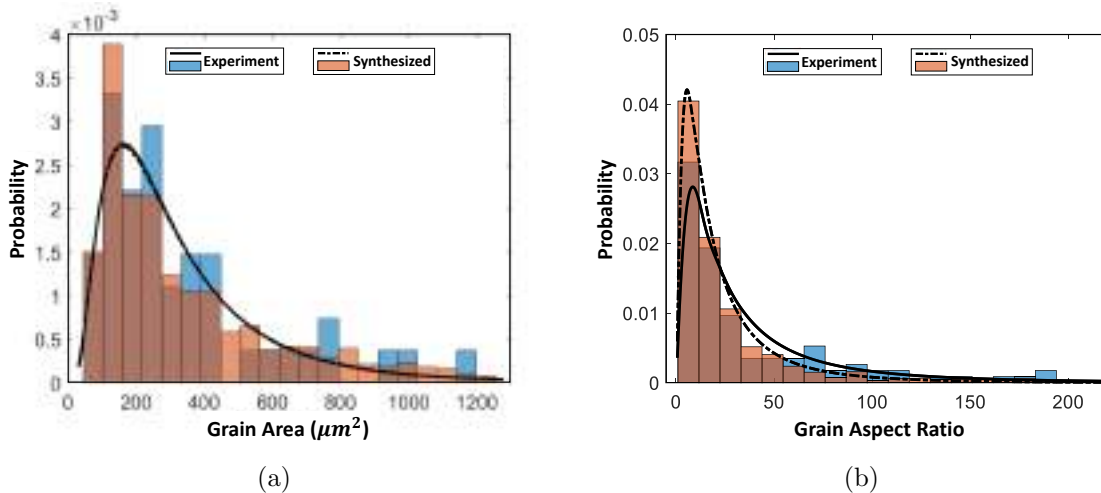 ×10⁻³
4
3.5
3
2.5
2
1.5
1
0.5
0
Probability
Experiment
Synthesized
0 200 400 600 800 1000 1200
Grain Area (μm²)
(a)
0.05
0.04
0.03
0.02
0.01
0
Probability
Experiment
Synthesized
0 50 100 150 200
Grain Aspect Ratio
(b)